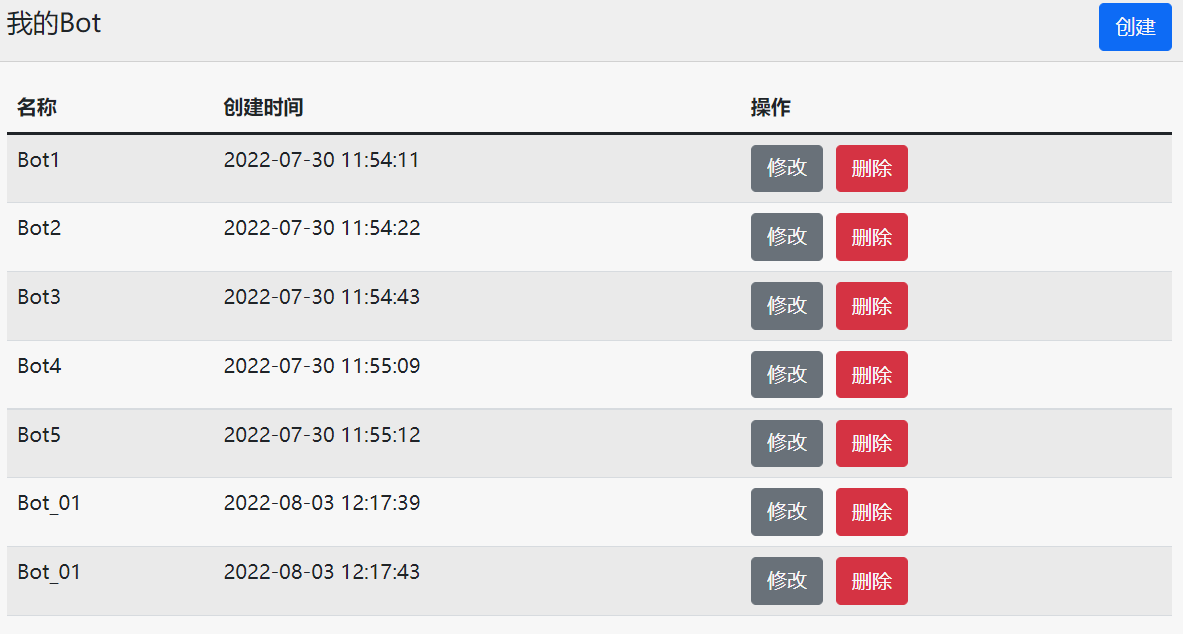 我的Bot 创建
名称 创建时间 操作
Bot1 2022-07-30 11:54:11 修改 删除
Bot2 2022-07-30 11:54:22 修改 删除
Bot3 2022-07-30 11:54:43 修改 删除
Bot4 2022-07-30 11:55:09 修改 删除
Bot5 2022-07-30 11:55:12 修改 删除
Bot_01 2022-08-03 12:17:39 修改 删除
Bot_01 2022-08-03 12:17:43 修改 删除